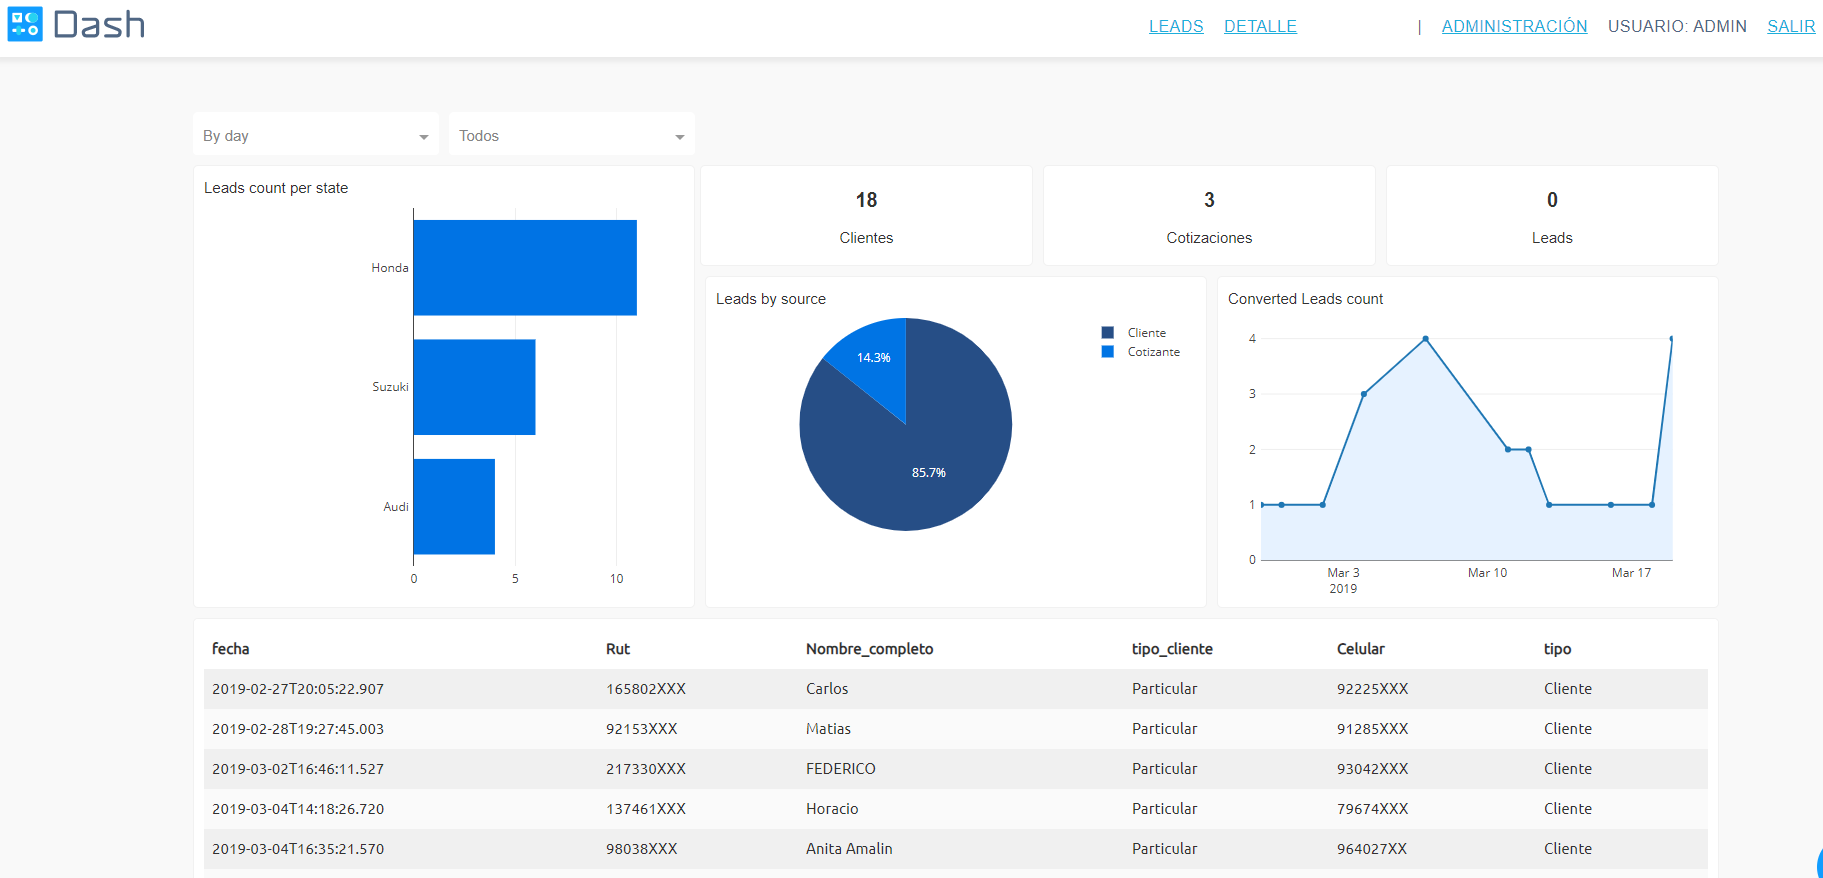 Dash
LEADS DETALLE | ADMINISTRACIÓN USUARIO: ADMIN SALIR
By day Todos
Leads count per state
Honda
Suzuki
Audi
0 5 10
18
Clientes
3
Cotizaciones
0
Leads
Leads by source
14.3%
85.7%
Cliente
Cotizante
Converted Leads count
4
3
2
1
0
Mar 3 Mar 10 Mar 17
2019
fecha Rut Nombre_completo tipo_cliente Celular tipo
2019-02-27T20:05:22.907 165802XXX Carlos Particular 92225XXX Cliente
2019-02-28T19:27:45.003 92153XXX Matias Particular 91285XXX Cliente
2019-03-02T16:46:11.527 217330XXX FEDERICO Particular 93042XXX Cliente
2019-03-04T14:18:26.720 137461XXX Horacio Particular 79674XXX Cliente
2019-03-04T16:35:21.570 98038XXX Anita Amalin Particular 964027XX Cliente